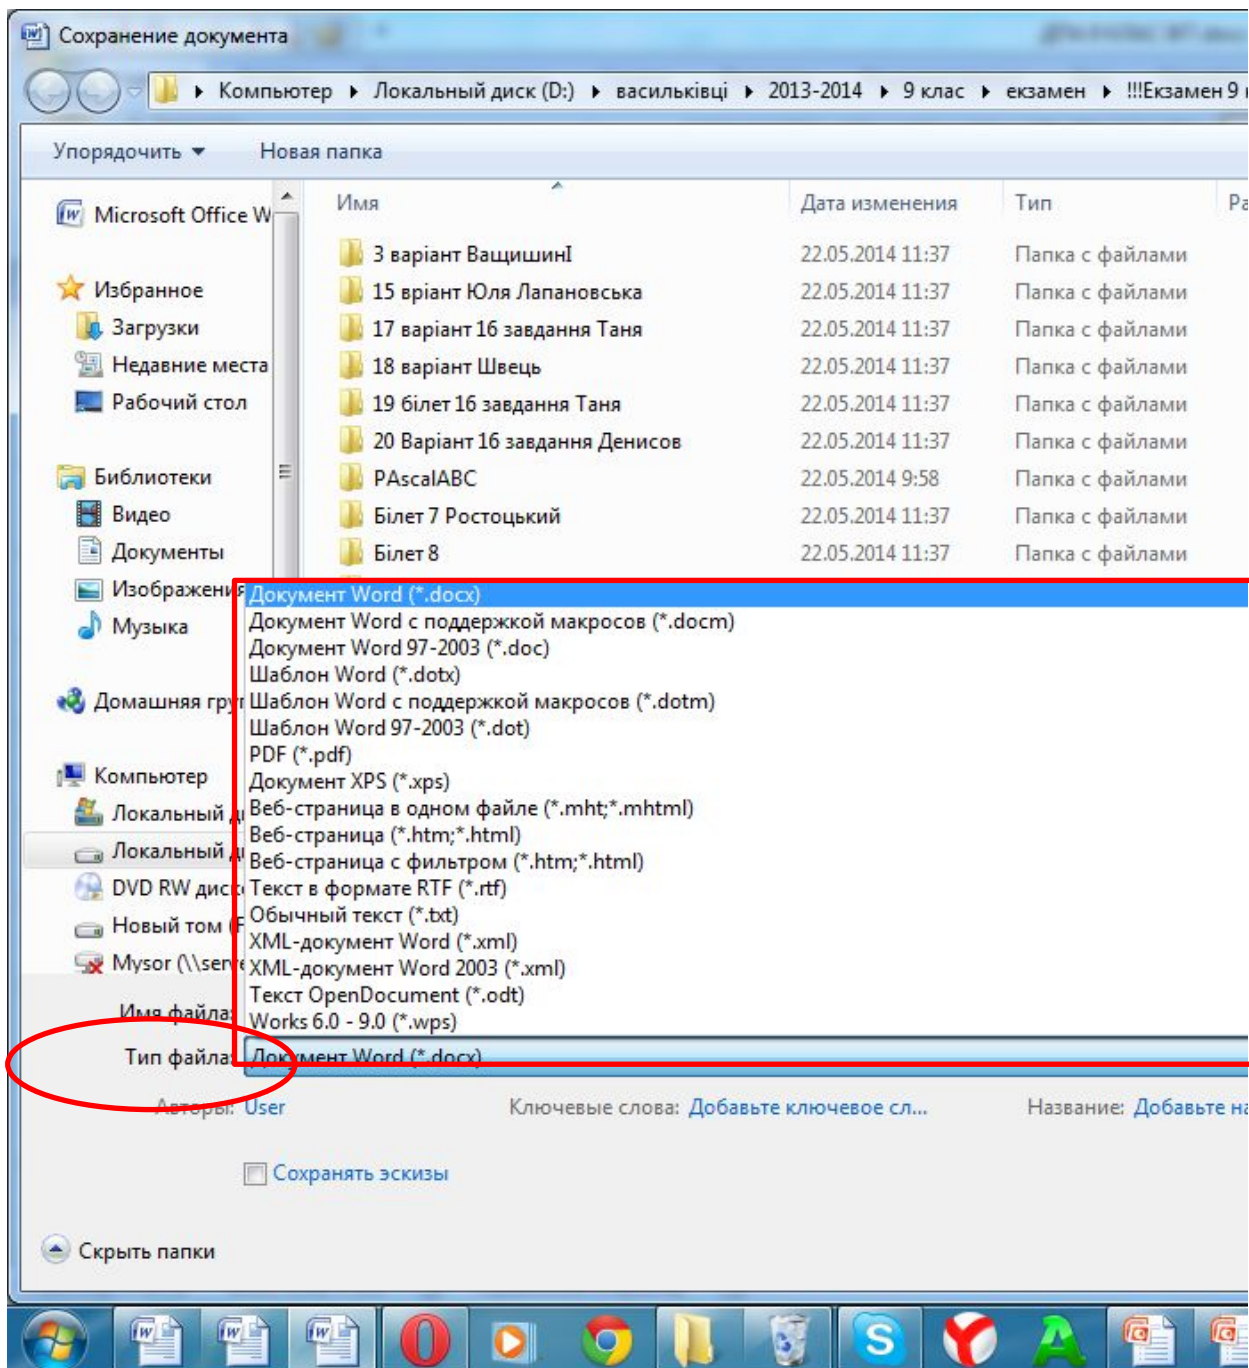 Сохранение документа
Компьютер ▸ Локальный диск (D:) ▸ васильківці ▸ 2013-2014 ▸ 9 клас ▸ екзамен ▸ !!!Екзамен 9
Упорядочить Новая папка
Microsoft Office W
Избранное
Загрузки
Недавние места
Рабочий стол
Библиотеки
Видео
Документы
Изображения
Музыка
Домашняя гру
Компьютер
Локальный д
Локальный д
DVD RW диск
Новый том (F
Mysor (\\serve
Имя Дата изменения Тип Ра
3 варіант ВащишинІ 22.05.2014 11:37 Папка с файлами
15 вріант Юля Лапановська 22.05.2014 11:37 Папка с файлами
17 варіант 16 завдання Таня 22.05.2014 11:37 Папка с файлами
18 варіант Швець 22.05.2014 11:37 Папка с файлами
19 білет 16 завдання Таня 22.05.2014 11:37 Папка с файлами
20 Варіант 16 завдання Денисов 22.05.2014 11:37 Папка с файлами
PAscalABC 22.05.2014 9:58 Папка с файлами
Білет 7 Ростоцький 22.05.2014 11:37 Папка с файлами
Білет 8 22.05.2014 11:37 Папка с файлами
Документ Word (*.docx)
Документ Word с поддержкой макросов (*.docm)
Документ Word 97-2003 (*.doc)
Шаблон Word (*.dotx)
Шаблон Word с поддержкой макросов (*.dotm)
Шаблон Word 97-2003 (*.dot)
PDF (*.pdf)
Документ XPS (*.xps)
Веб-страница в одном файле (*.mht;*.mhtml)
Веб-страница (*.htm;*.html)
Веб-страница с фильтром (*.htm;*.html)
Текст в формате RTF (*.rtf)
Обычный текст (*.txt)
XML-документ Word (*.xml)
XML-документ Word 2003 (*.xml)
Текст OpenDocument (*.odt)
Works 6.0 - 9.0 (*.wps)
Имя файла:
Тип файла: Документ Word (*.docx)
Авторы: User Ключевые слова: Добавьте ключевое сл... Название: Добавьте на
Сохранять эскизы
Скрыть папки